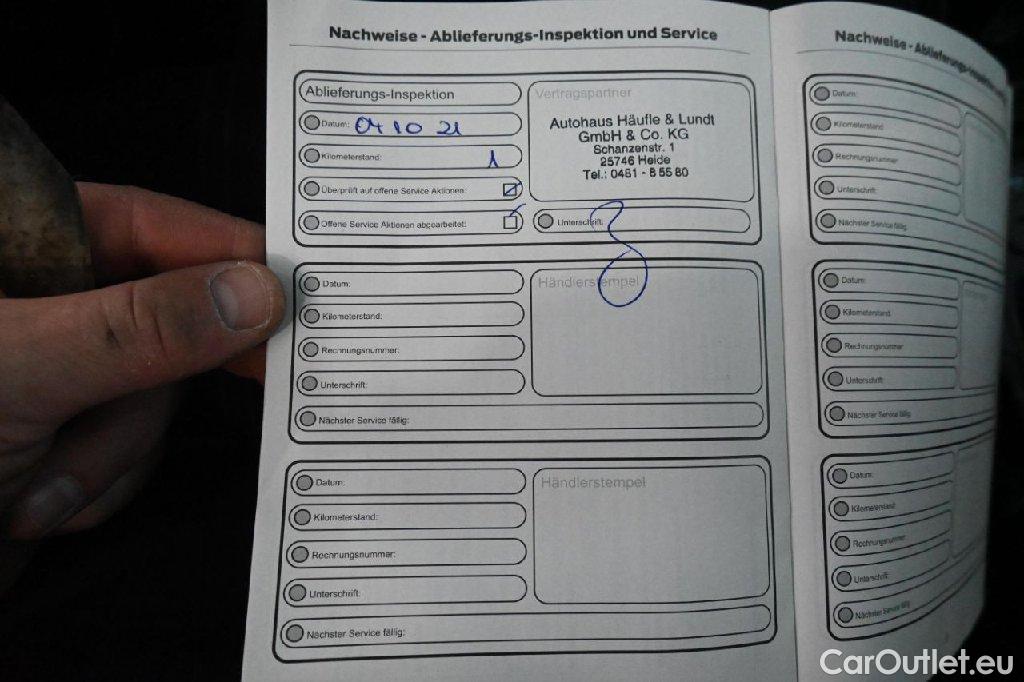 Nachweise - Ablieferungs-Inspektion und Service
Ablieferungs-Inspektion
Datum: 04 10 21
Kilometerstand: 1
Überprüft auf offene Service Aktionen:
Offene Service Aktionen abgearbeitet:
Vertragspartner
Autohaus Häufle & Lundt
GmbH & Co. KG
Schanzenstr. 1
25746 Heide
Tel.: 0481 - 8 55 80
Unterschrift:
Datum:
Kilometerstand:
Rechnungsnummer:
Unterschrift:
Nächster Service fällig:
Händlerstempel
Datum:
Kilometerstand:
Rechnungsnummer:
Unterschrift:
Nächster Service fällig:
Händlerstempel
Nachweise - Ablieferungs-Inspektion
Datum:
Kilometerstand:
Rechnungsnummer:
Unterschrift:
Nächster Service fällig:
Datum:
Kilometerstand:
Rechnungsnummer:
Unterschrift:
Nächster Service fällig:
Datum:
Kilometerstand:
Rechnungsnummer:
Unterschrift:
Nächster Service fällig:
CarOutlet.eu